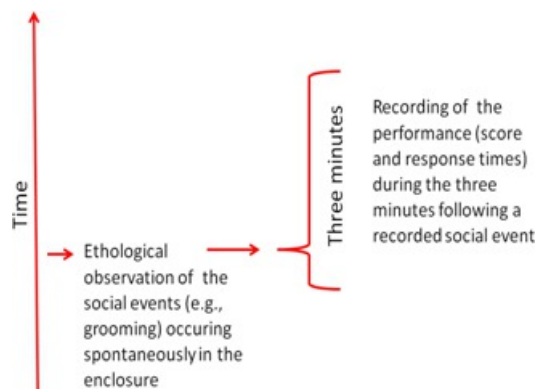 Time
Ethological
observation of the
social events (e.g.,
grooming) occuring
spontaneously in the
enclosure
Three minutes
Recording of the
performance (score
and response times)
during the three
minutes following a
recorded social event